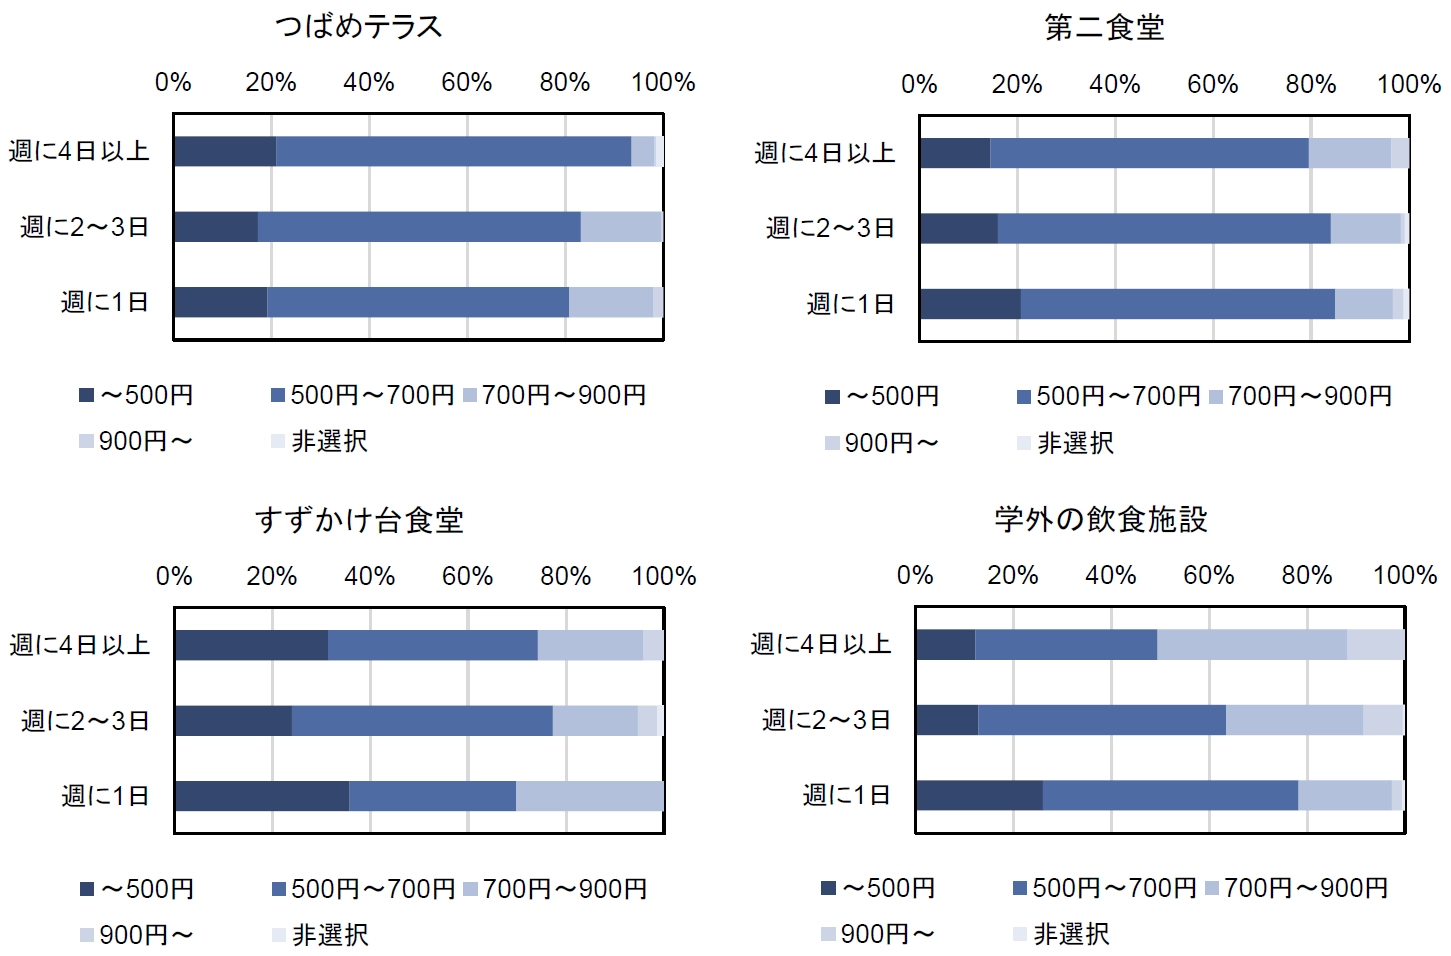 つばめテラス
0% 20% 40% 60% 80% 100%
週に4日以上
週に2～3日
週に1日
～500円 500円～700円 700円～900円
900円～ 非選択
第二食堂
0% 20% 40% 60% 80% 100%
週に4日以上
週に2～3日
週に1日
～500円 500円～700円 700円～900円
900円～ 非選択
すずかけ台食堂
0% 20% 40% 60% 80% 100%
週に4日以上
週に2～3日
週に1日
～500円 500円～700円 700円～900円
900円～ 非選択
学外の飲食施設
0% 20% 40% 60% 80% 100%
週に4日以上
週に2～3日
週に1日
～500円 500円～700円 700円～900円
900円～ 非選択